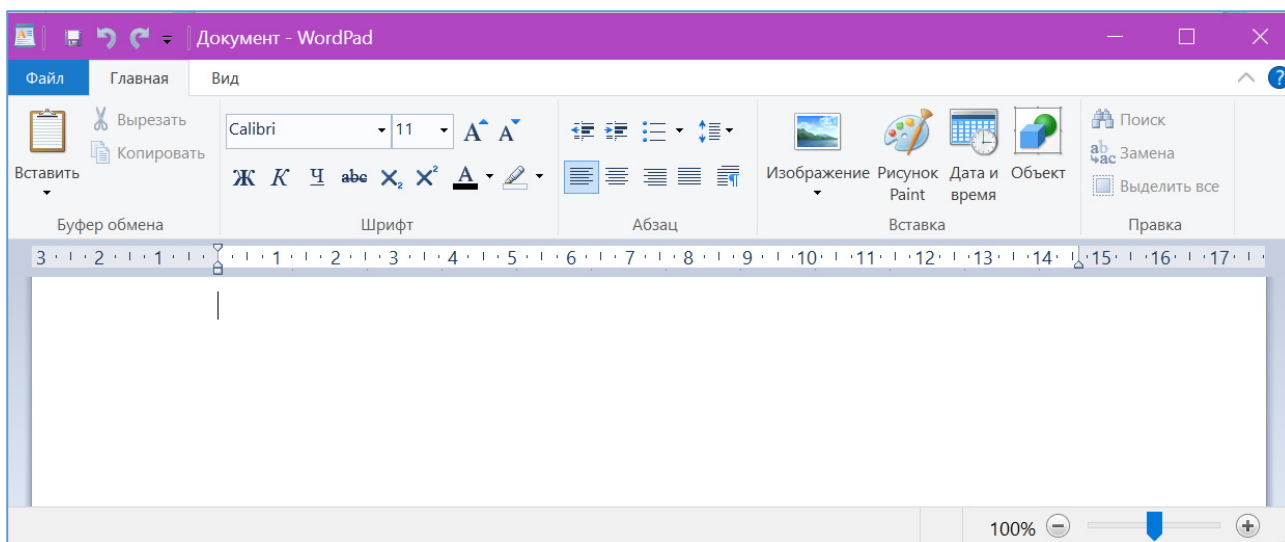 Документ - WordPad
Файл Главная Вид
Вставить
Вырезать
Копировать
Буфер обмена
Calibri 11 A A
Ж К Ч abc X₂ X² A
Шрифт
Абзац
Изображение
Рисунок Paint
Дата и время
Объект
Вставка
Поиск
Замена
Выделить все
Правка
3 2 1 1 2 3 4 5 6 7 8 9 10 11 12 13 14 15 16 17
100%